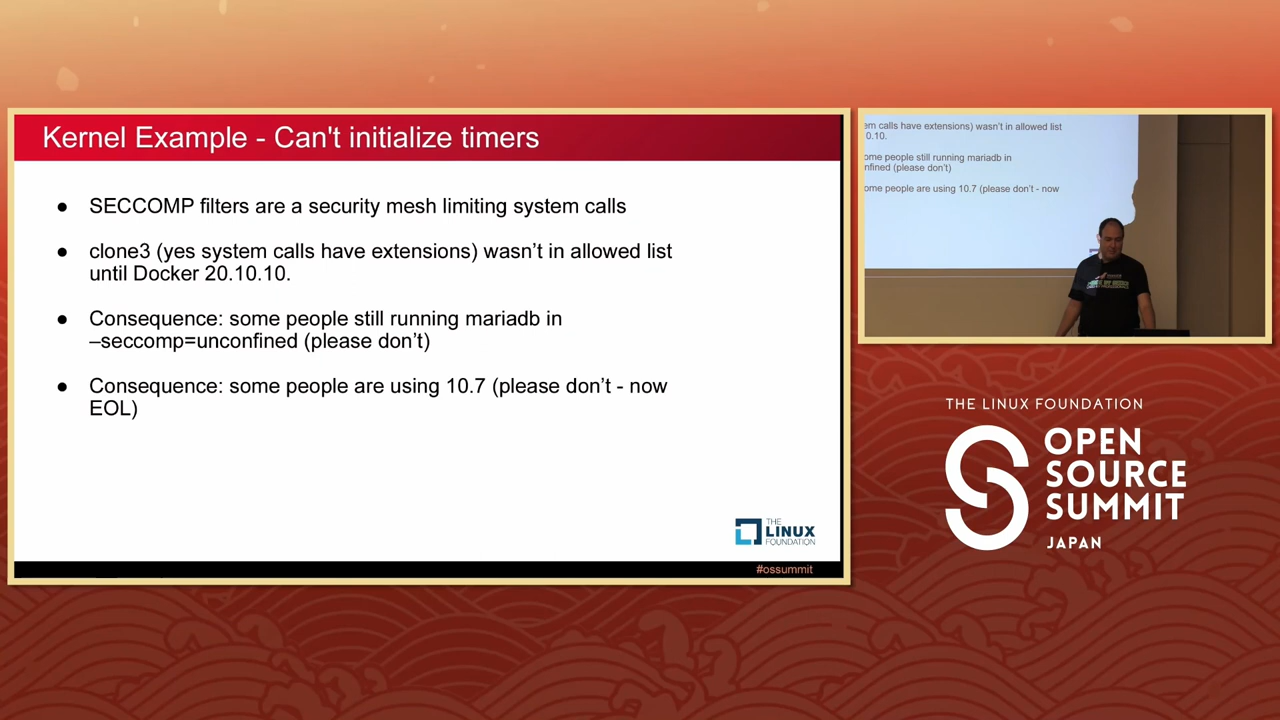 Kernel Example - Can't initialize timers
● SECCOMP filters are a security mesh limiting system calls
● clone3 (yes system calls have extensions) wasn’t in allowed list
until Docker 20.10.10.
● Consequence: some people still running mariadb in
–seccomp=unconfined (please don’t)
● Consequence: some people are using 10.7 (please don’t - now
EOL)
THE
LINUX
FOUNDATION
#ossummit
em calls have extensions) wasn’t in allowed list
0.10.
ome people still running mariadb in
nfined (please don’t)
ome people are using 10.7 (please don’t - now
THE LINUX FOUNDATION
OPEN
SOURCE
SUMMIT
JAPAN